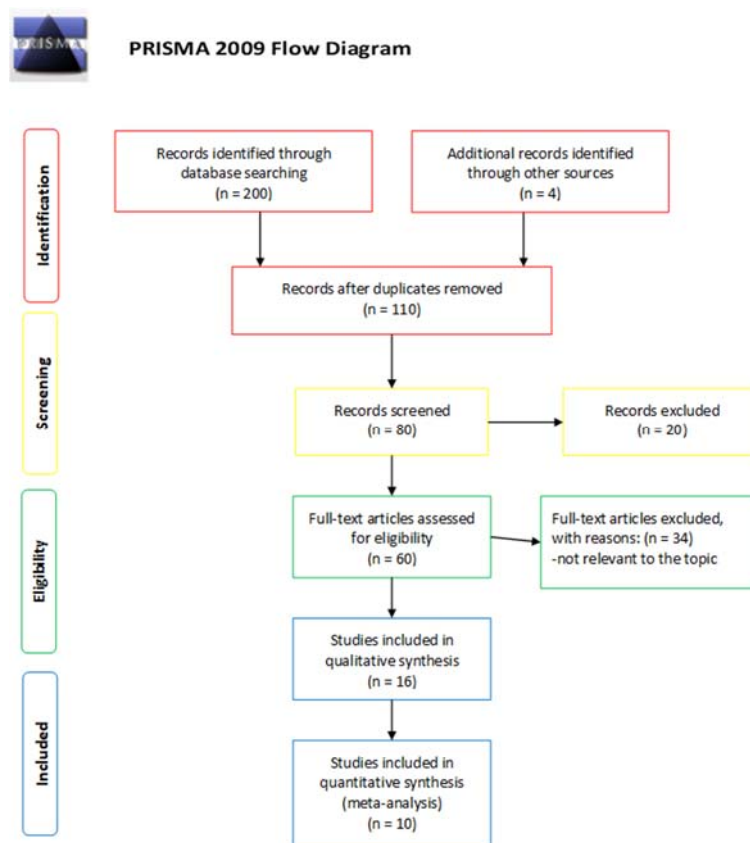 PRISMA
PRISMA 2009 Flow Diagram
Identification
Records identified through
database searching
(n = 200)
Additional records identified
through other sources
(n = 4)
Records after duplicates removed
(n = 110)
Screening
Records screened
(n = 80)
Records excluded
(n = 20)
Eligibility
Full-text articles assessed
for eligibility
(n = 60)
Full-text articles excluded,
with reasons: (n = 34)
-not relevant to the topic
Studies included in
qualitative synthesis
(n = 16)
Included
Studies included in
quantitative synthesis
(meta-analysis)
(n = 10)